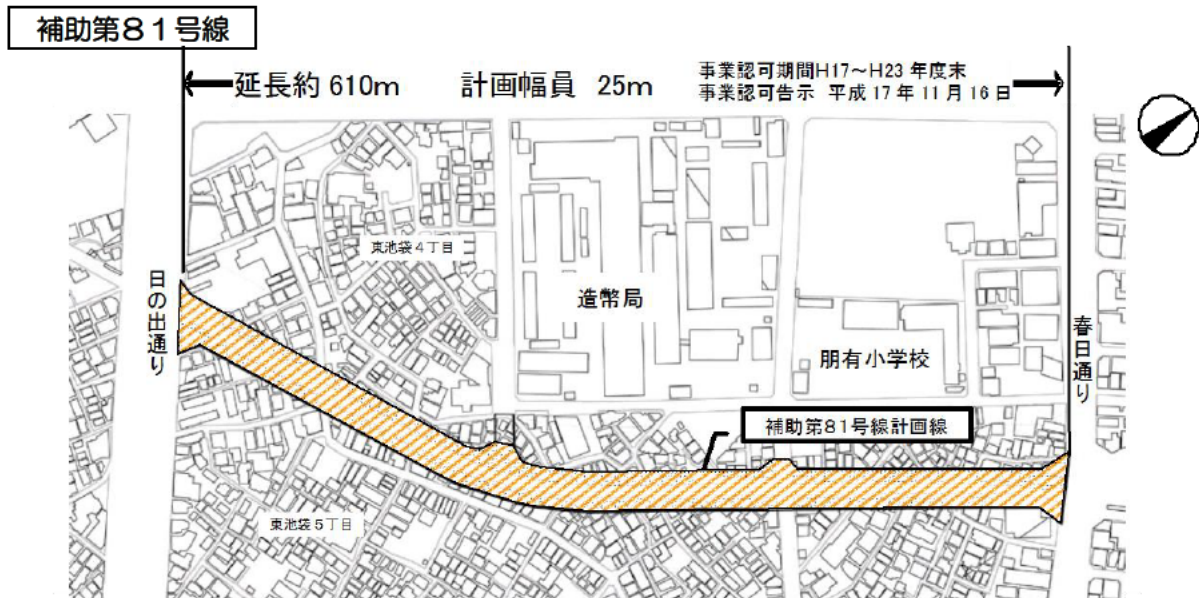 補助第81号線
延長約 610m 計画幅員 25m
事業認可期間H17~H23 年度末
事業認可告示 平成 17 年 11 月 16 日
東池袋4丁目
日の出通り
造幣局
朋有小学校
春日通り
補助第81号線計画線
東池袋5丁目